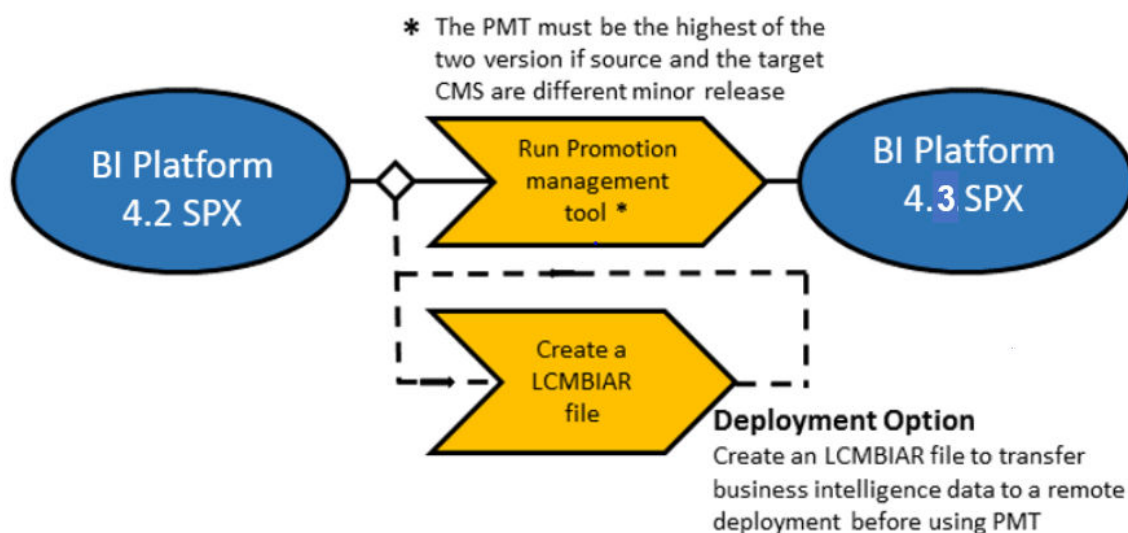 * The PMT must be the highest of the
two version if source and the target
CMS are different minor release
BI Platform
4.2 SPX
Run Promotion
management
tool *
BI Platform
4.3 SPX
Create a
LCMBIAR
file
Deployment Option
Create an LCMBIAR file to transfer
business intelligence data to a remote
deployment before using PMT